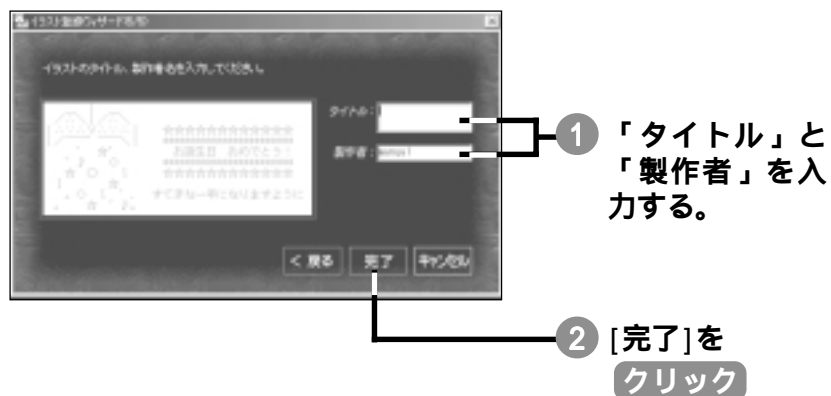 イラスト登録ウィザード
イラストのタイトル、製作者名を入力してください。
タイトル：
製作者：
☆☆☆☆☆☆☆☆☆☆☆☆
お誕生日 おめでとう！
☆☆☆☆☆☆☆☆☆☆☆☆
すてきな一年になりますように
< 戻る
完了
キャンセル
1 「タイトル」と
「製作者」を入
力する。
2 [完了]を
クリック